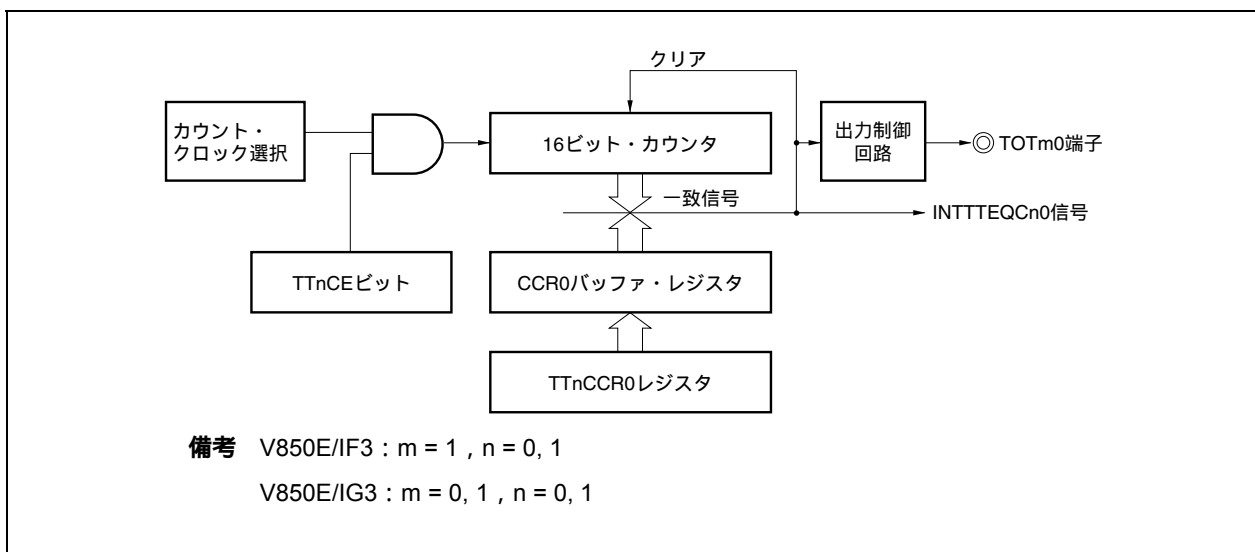 クリア
カウント・
クロック選択
16ビット・カウンタ
出力制御
回路
TOTm0端子
一致信号
INTTTEQCn0信号
TTnCEビット
CCR0バッファ・レジスタ
TTnCCR0レジスタ
備考 V850E/IF3：m = 1，n = 0, 1
V850E/IG3：m = 0, 1，n = 0, 1